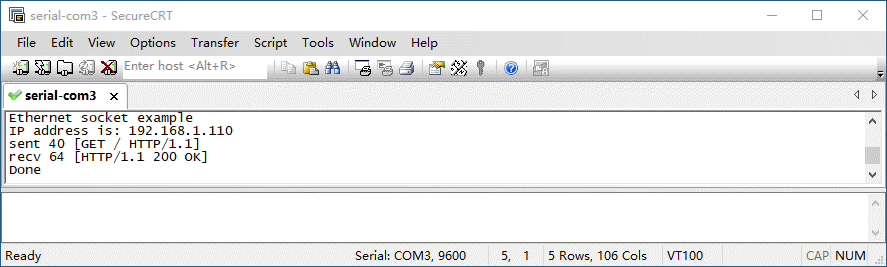 serial-com3 - SecureCRT
File Edit View Options Transfer Script Tools Window Help
Enter host <Alt+R>
serial-com3
Ethernet socket example
IP address is: 192.168.1.110
sent 40 [GET / HTTP/1.1]
recv 64 [HTTP/1.1 200 OK]
Done
Ready Serial: COM3, 9600 5, 1 5 Rows, 106 Cols VT100 CAP NUM